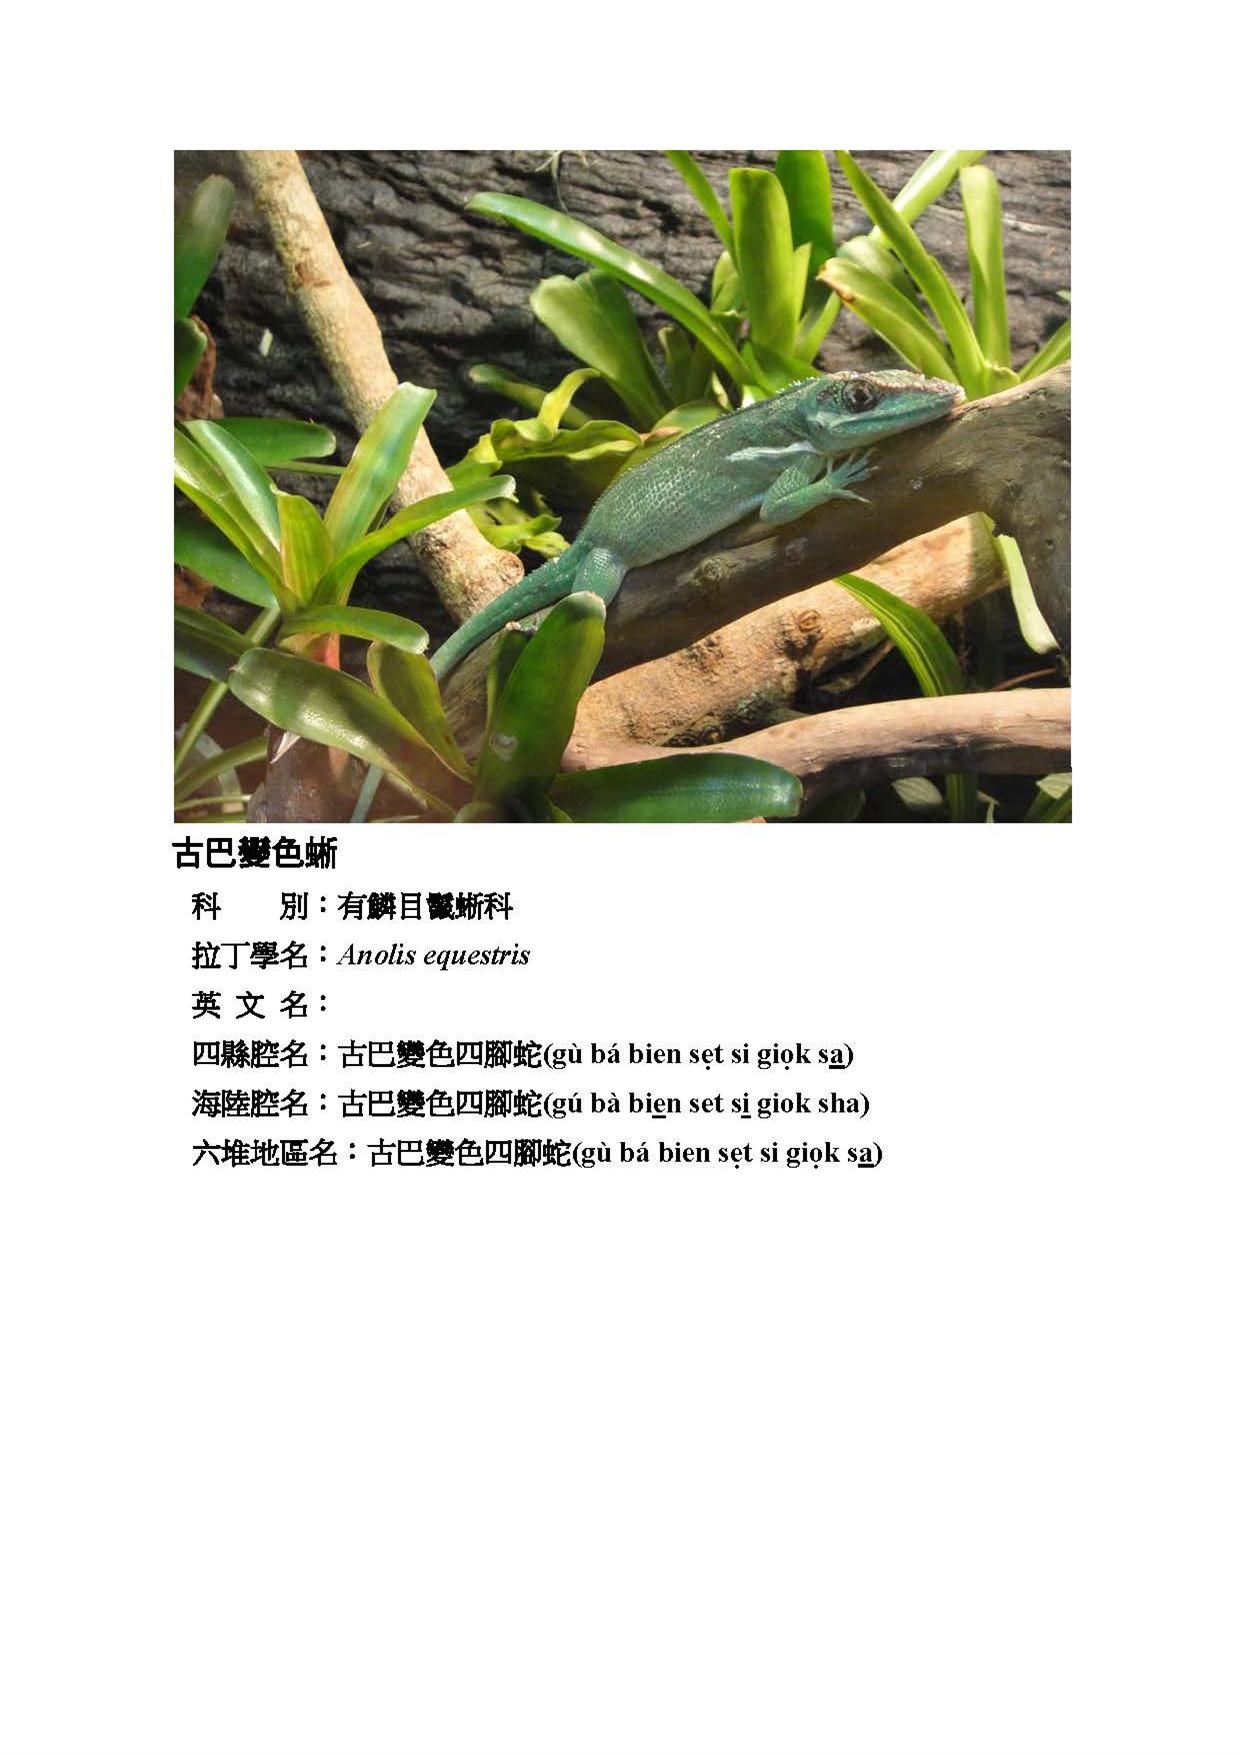 古巴變色蜥
科　　別：有鱗目鬣蜥科
拉丁學名：Anolis equestris
英 文 名：
四縣腔名：古巴變色四腳蛇(gù bá bien sẹt si giọk sa̲)
海陸腔名：古巴變色四腳蛇(gú bà bie̲n set si̲ giok sha)
六堆地區名：古巴變色四腳蛇(gù bá bien sẹt si giọk sa̲)